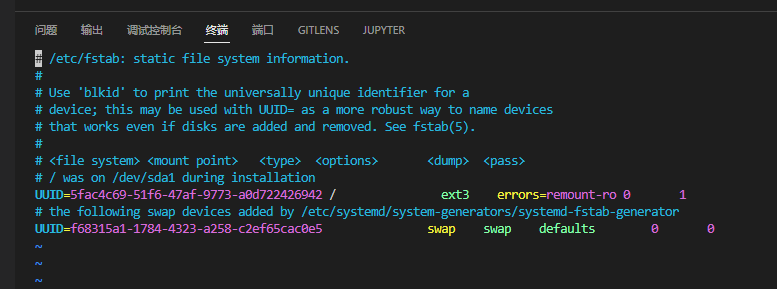 问题 输出 调试控制台 终端 端口 GITLENS JUPYTER
# /etc/fstab: static file system information.
#
# Use 'blkid' to print the universally unique identifier for a
# device; this may be used with UUID= as a more robust way to name devices
# that works even if disks are added and removed. See fstab(5).
#
# <file system> <mount point>   <type>  <options>       <dump>  <pass>
# / was on /dev/sda1 during installation
UUID=5fac4c69-51f6-47af-9773-a0d722426942 /               ext3    errors=remount-ro 0       1
# the following swap devices added by /etc/systemd/system-generators/systemd-fstab-generator
UUID=f68315a1-1784-4323-a258-c2ef65cac0e5               swap    swap    defaults        0       0
~
~
~